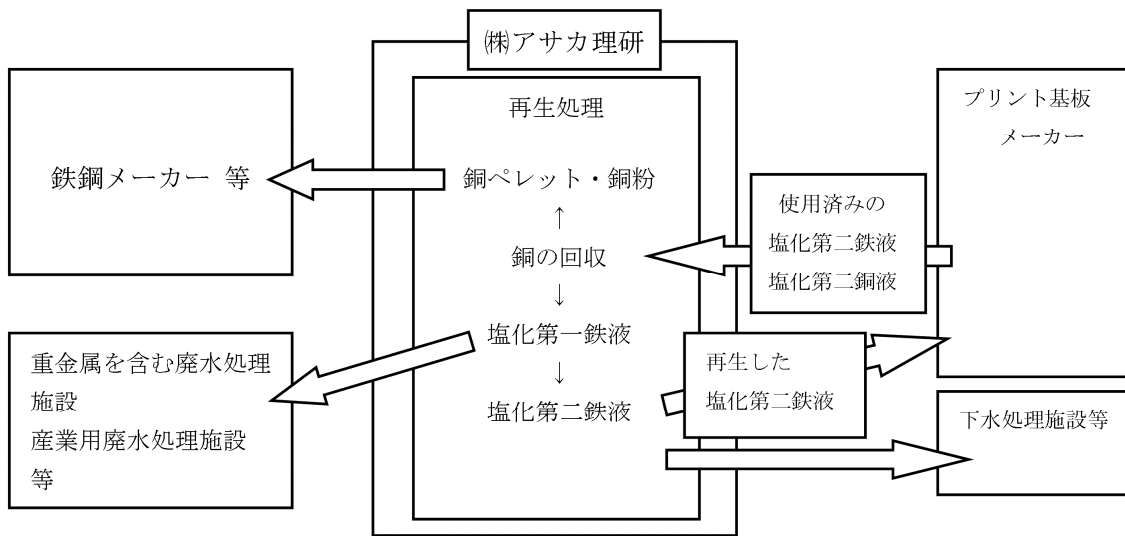 ㈱アサカ理研
再生処理
銅ペレット・銅粉
↑
銅の回収
↓
塩化第一鉄液
↓
塩化第二鉄液
鉄鋼メーカー 等
重金属を含む廃水処理
施設
産業用廃水処理施設
等
プリント基板
メーカー
使用済みの
塩化第二鉄液
塩化第二銅液
再生した
塩化第二鉄液
下水処理施設等